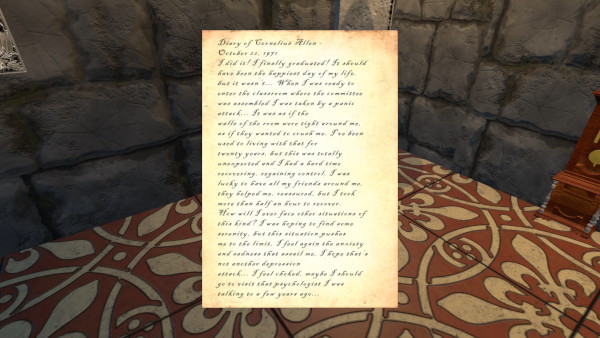 Diary of Cornelius Allen -
October 22, 1971
I did it! I finally graduated! It should
have been the happiest day of my life,
but it wasn't... When I was ready to
enter the classroom where the committee
was assembled I was taken by a panic
attack... It was as if the
walls of the room were tight around me,
as if they wanted to crush me. I've been
used to living with that for
twenty years, but this was totally
unexpected and I had a hard time
recovering, regaining control. I was
lucky to have all my friends around me,
they helped me, reassured, but I took
more than half an hour to recover.
How will I ever face other situations of
this kind? I was hoping to find some
serenity, but this situation pushes
me to the limit. I feel again the anxiety
and sadness that assail me. I hope that's
not another depression
attack... I feel choked, maybe I should
go to visit that psychologist I was
talking to a few years ago...